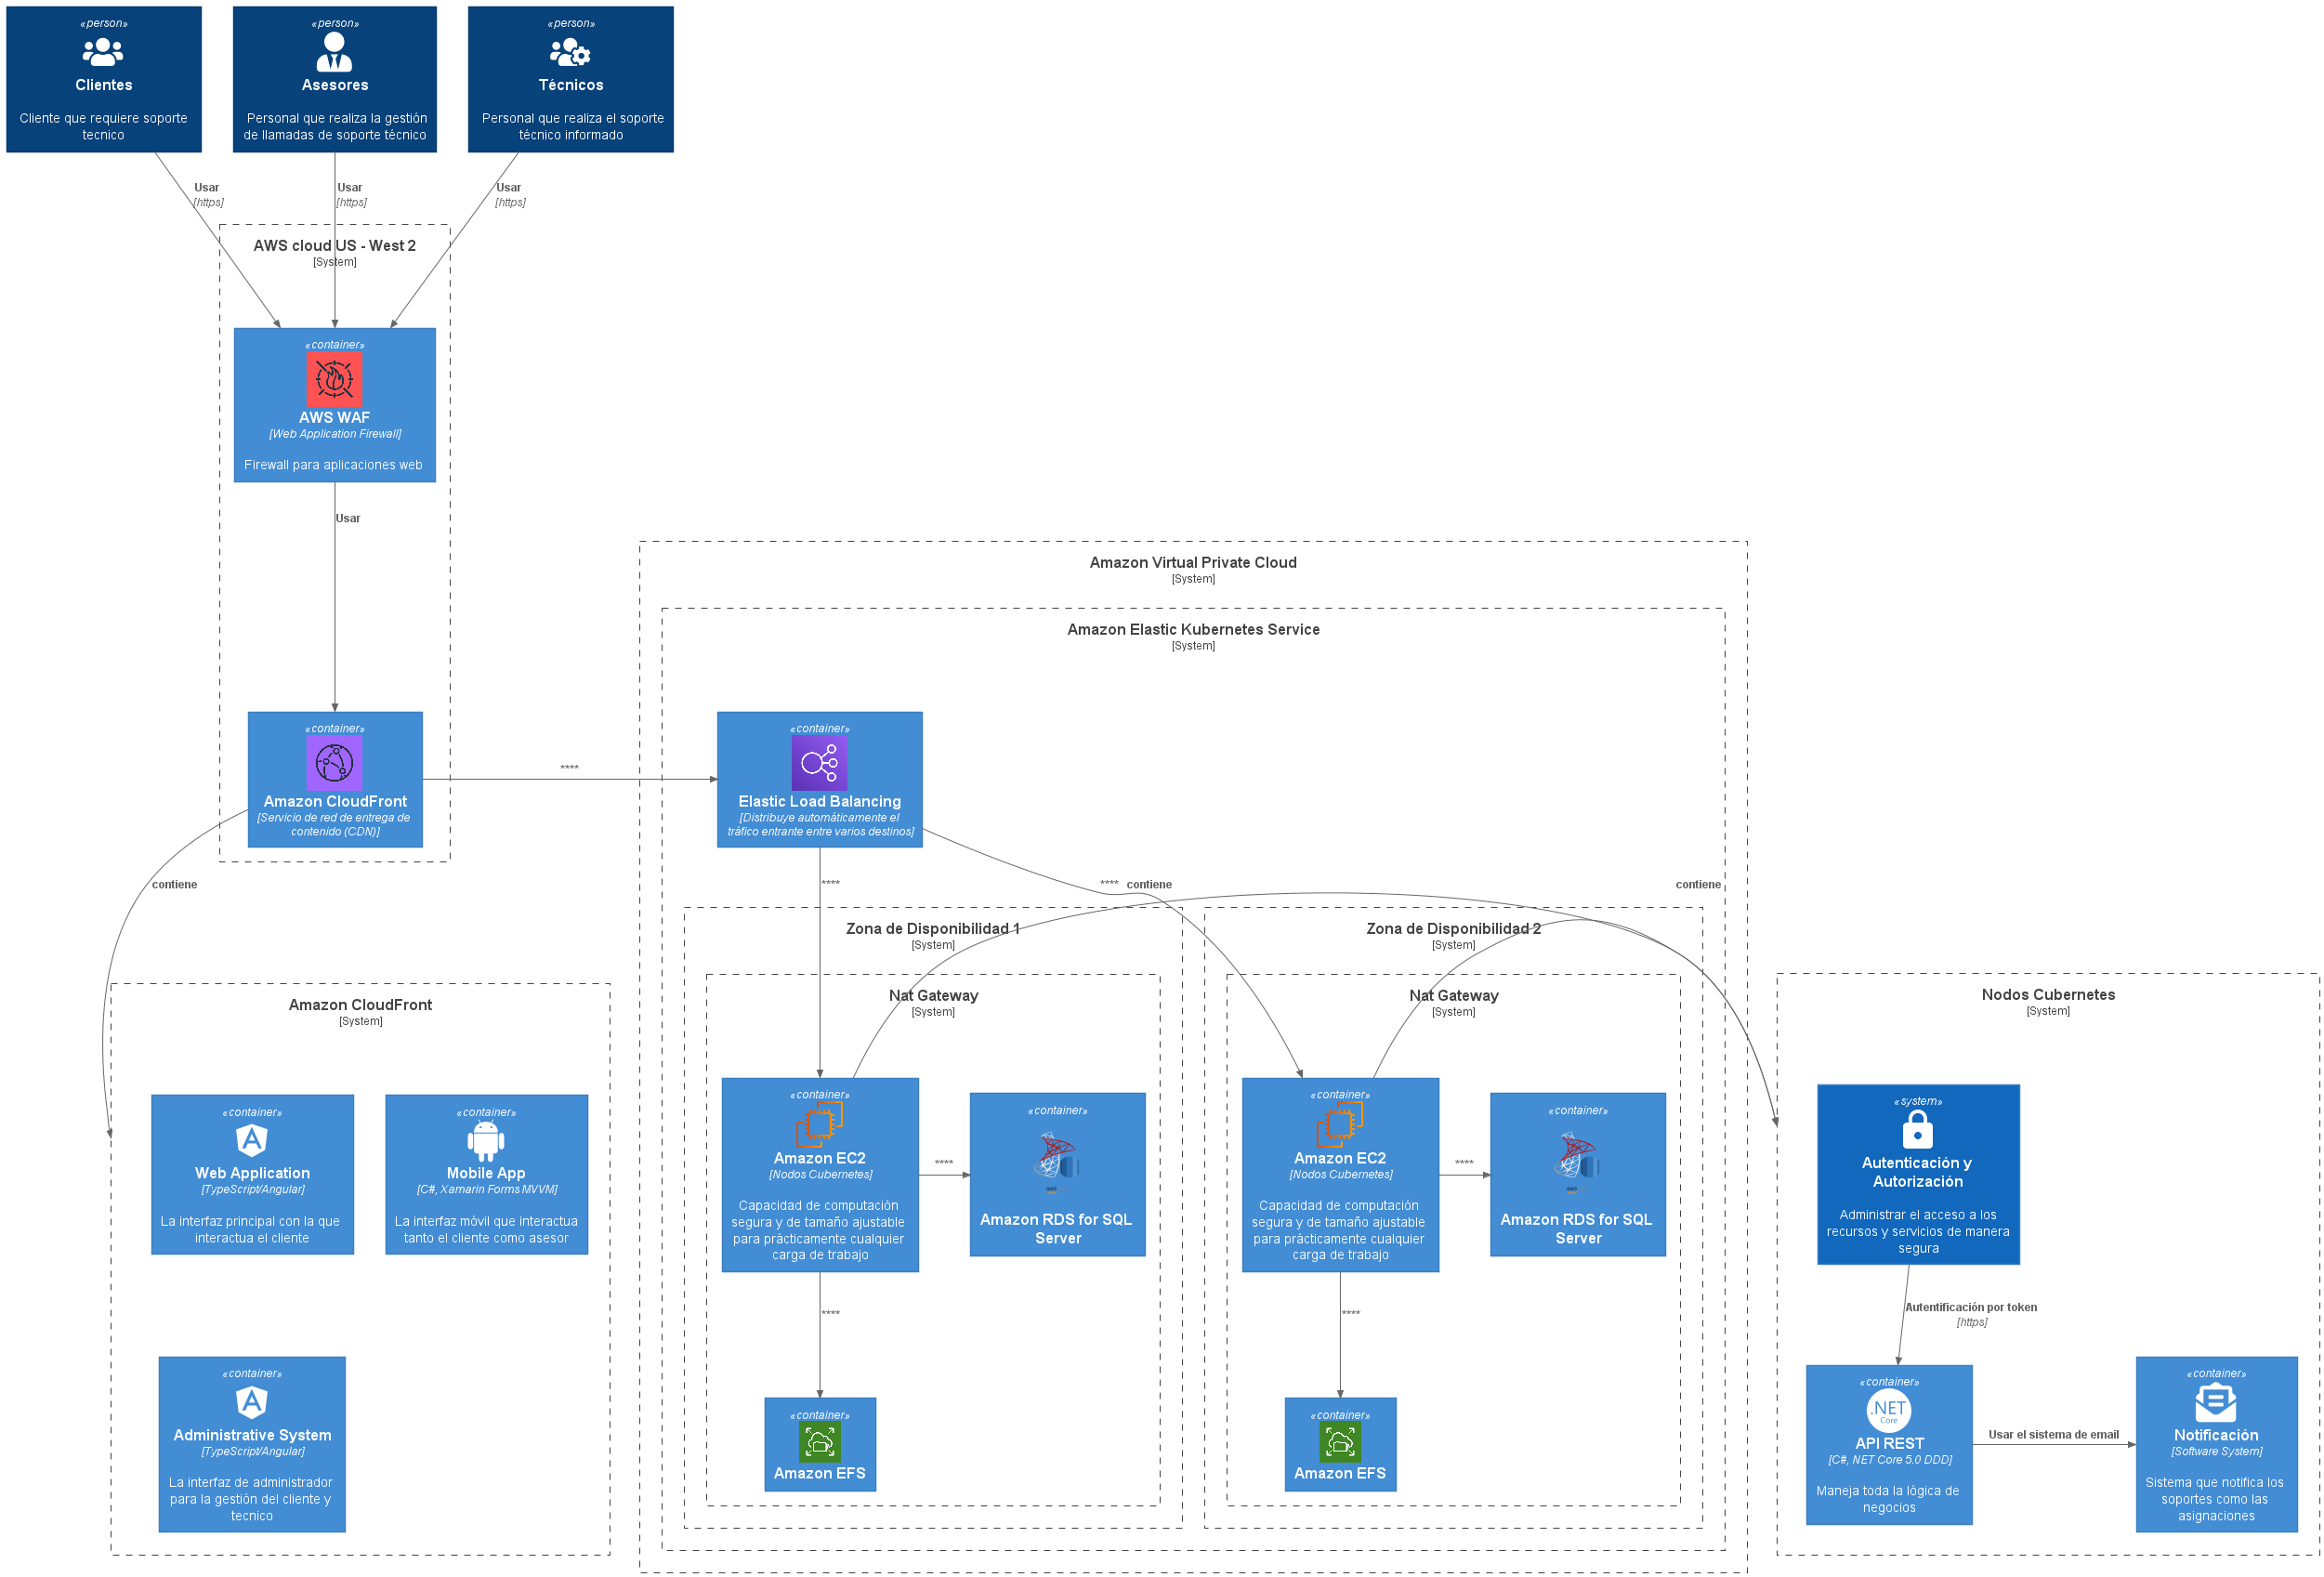 «person»
Clientes
Cliente que requiere soporte
tecnico
«person»
Asesores
Personal que realiza la gestión
de llamadas de soporte técnico
«person»
Técnicos
Personal que realiza el soporte
técnico informado
Usar
[https]
Usar
[https]
Usar
[https]
AWS cloud US - West 2
[System]
«container»
AWS WAF
[Web Application Firewall]
Firewall para aplicaciones web
Usar
Amazon Virtual Private Cloud
[System]
Amazon Elastic Kubernetes Service
[System]
«container»
Amazon CloudFront
[Servicio de red de entrega de
contenido (CDN)]
****
«container»
Elastic Load Balancing
[Distribuye automáticamente el
tráfico entrante entre varios destinos]
contiene
****
**** contiene
contiene
Zona de Disponibilidad 1
[System]
Zona de Disponibilidad 2
[System]
Nat Gateway
[System]
Nat Gateway
[System]
Amazon CloudFront
[System]
«container»
Web Application
[TypeScript/Angular]
La interfaz principal con la que
interactua el cliente
«container»
Mobile App
[C#, Xamarin Forms MVVM]
La interfaz móvil que interactua
tanto el cliente como asesor
«container»
Administrative System
[TypeScript/Angular]
La interfaz de administrador
para la gestión del cliente y
tecnico
«container»
Amazon EC2
[Nodos Cubernetes]
Capacidad de computación
segura y de tamaño ajustable
para prácticamente cualquier
carga de trabajo
****
«container»
aws
Amazon RDS for SQL
Server
****
«container»
Amazon EFS
«container»
Amazon EC2
[Nodos Cubernetes]
Capacidad de computación
segura y de tamaño ajustable
para prácticamente cualquier
carga de trabajo
****
«container»
aws
Amazon RDS for SQL
Server
****
«container»
Amazon EFS
Nodos Cubernetes
[System]
«system»
Autenticación y
Autorización
Administrar el acceso a los
recursos y servicios de manera
segura
Autentificación por token
[https]
«container»
.NET
Core
API REST
[C#, NET Core 5.0 DDD]
Maneja toda la lógica de
negocios
Usar el sistema de email
«container»
Notificación
[Software System]
Sistema que notifica los
soportes como las
asignaciones